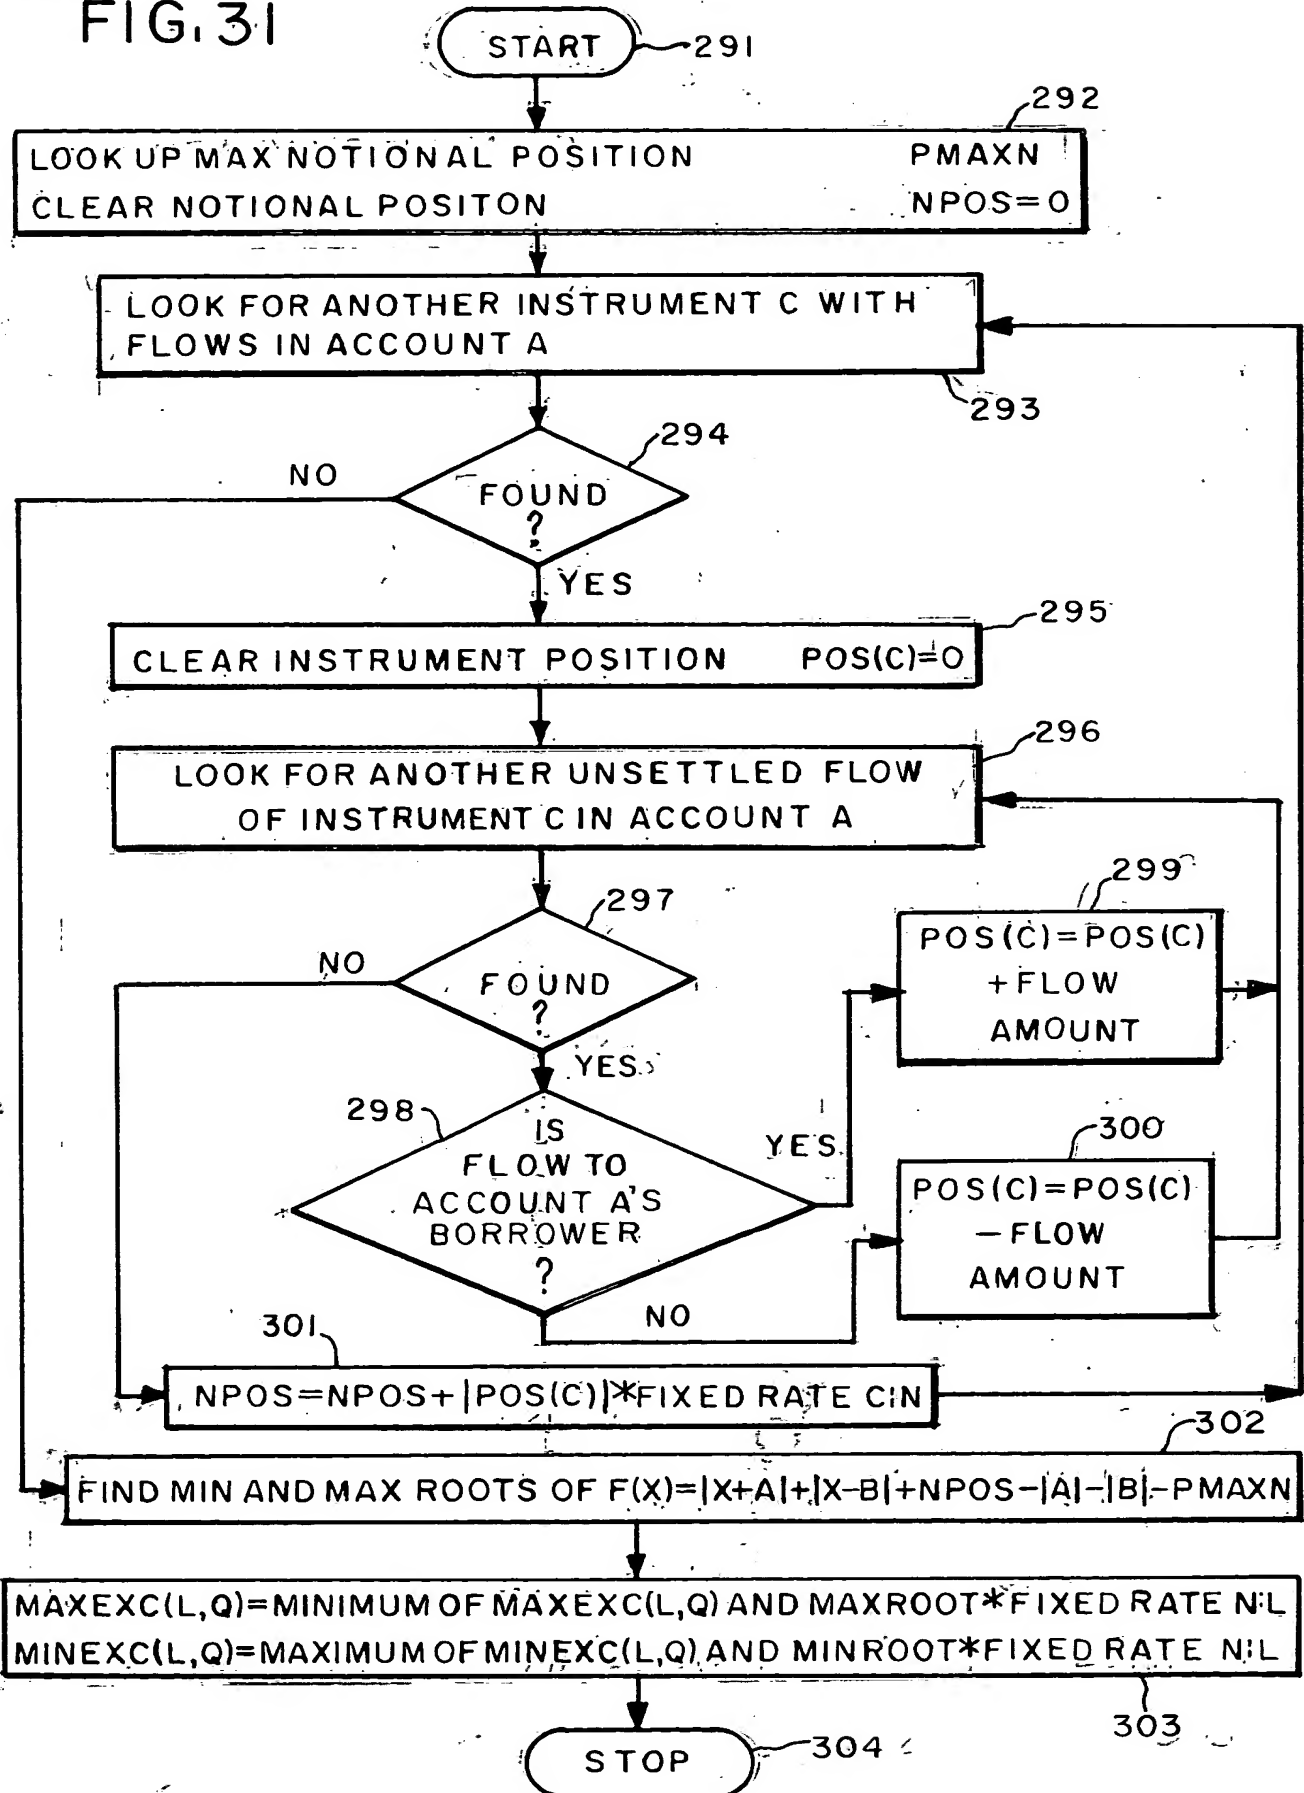 FIG. 31
START
291
292
LOOK UP MAX NOTIONAL POSITION PMAXN
CLEAR NOTIONAL POSITON NPOS=0
LOOK FOR ANOTHER INSTRUMENT C WITH
FLOWS IN ACCOUNT A
293
294
NO
FOUND
?
YES
295
CLEAR INSTRUMENT POSITION POS(C)=0
296
LOOK FOR ANOTHER UNSETTLED FLOW
OF INSTRUMENT C IN ACCOUNT A
297
NO
FOUND
?
YES
299
POS(C)=POS(C)
+FLOW
AMOUNT
298
IS
FLOW TO
ACCOUNT A'S
BORROWER
?
YES
NO
300
POS(C)=POS(C)
—FLOW
AMOUNT
301
NPOS=NPOS+|POS(C)|*FIXED RATE C:N
302
FIND MIN AND MAX ROOTS OF F(X)=|X+A|+|X-B|+NPOS-|A|-|B|-PMAXN
MAXEXC(L,Q)=MINIMUM OF MAXEXC(L,Q) AND MAXROOT*FIXED RATE N:L
MINEXC(L,Q)=MAXIMUM OF MINEXC(L,Q) AND MINROOT*FIXED RATE N:L
303
STOP
304